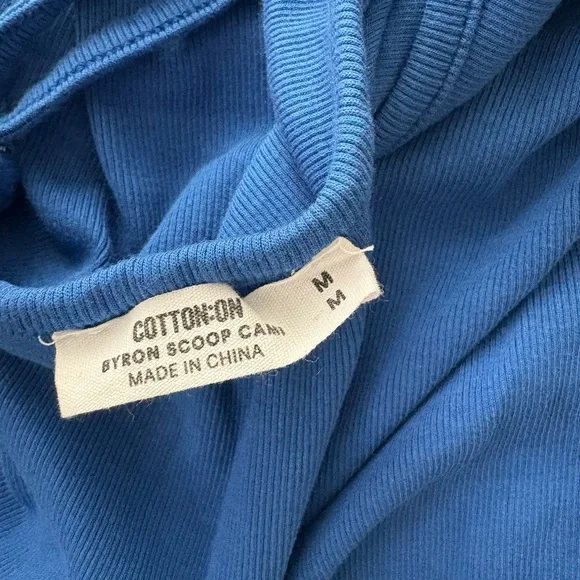 COTTON:ON
BYRON SCOOP CAMI
MADE IN CHINA
M
M